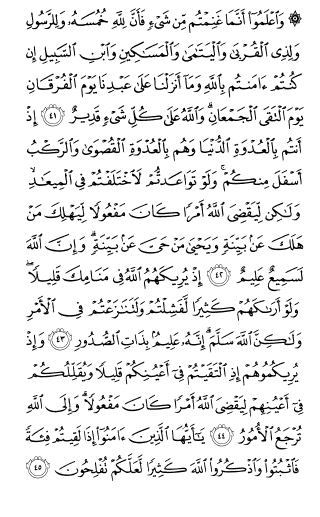 ۞ وَٱعْلَمُوٓا۟ أَنَّمَا غَنِمْتُم مِّن شَىْءٍ فَأَنَّ لِلَّهِ خُمُسَهُۥ وَلِلرَّسُولِ
وَلِذِى ٱلْقُرْبَىٰ وَٱلْيَتَـٰمَىٰ وَٱلْمَسَـٰكِينِ وَٱبْنِ ٱلسَّبِيلِ إِن
كُنتُمْ ءَامَنتُم بِٱللَّهِ وَمَآ أَنزَلْنَا عَلَىٰ عَبْدِنَا يَوْمَ ٱلْفُرْقَانِ
يَوْمَ ٱلْتَقَى ٱلْجَمْعَانِ ۗ وَٱللَّهُ عَلَىٰ كُلِّ شَىْءٍ قَدِيرٌ ﴿٤١﴾ إِذْ
أَنتُم بِٱلْعُدْوَةِ ٱلدُّنْيَا وَهُم بِٱلْعُدْوَةِ ٱلْقُصْوَىٰ وَٱلرَّكْبُ
أَسْفَلَ مِنكُمْ ۚ وَلَوْ تَوَاعَدتُّمْ لَٱخْتَلَفْتُمْ فِى ٱلْمِيعَـٰدِ ۙ
وَلَـٰكِن لِّيَقْضِىَ ٱللَّهُ أَمْرًا كَانَ مَفْعُولًا لِّيَهْلِكَ مَنْ
هَلَكَ عَنۢ بَيِّنَةٍ وَيَحْيَىٰ مَنْ حَىَّ عَنۢ بَيِّنَةٍ ۗ وَإِنَّ ٱللَّهَ
لَسَمِيعٌ عَلِيمٌ ﴿٤٢﴾ إِذْ يُرِيكَهُمُ ٱللَّهُ فِى مَنَامِكَ قَلِيلًا ۖ
وَلَوْ أَرَىٰكَهُمْ كَثِيرًا لَّفَشِلْتُمْ وَلَتَنَـٰزَعْتُمْ فِى ٱلْأَمْرِ
وَلَـٰكِنَّ ٱللَّهَ سَلَّمَ ۗ إِنَّهُۥ عَلِيمٌۢ بِذَاتِ ٱلصُّدُورِ ﴿٤٣﴾ وَإِذْ
يُرِيكُمُوهُمْ إِذِ ٱلْتَقَيْتُمْ فِىٓ أَعْيُنِكُمْ قَلِيلًا وَيُقَلِّلُكُمْ
فِىٓ أَعْيُنِهِمْ لِيَقْضِىَ ٱللَّهُ أَمْرًا كَانَ مَفْعُولًا ۗ وَإِلَى ٱللَّهِ
تُرْجَعُ ٱلْأُمُورُ ﴿٤٤﴾ يَـٰٓأَيُّهَا ٱلَّذِينَ ءَامَنُوٓا۟ إِذَا لَقِيتُمْ فِئَةً
فَٱثْبُتُوا۟ وَٱذْكُرُوا۟ ٱللَّهَ كَثِيرًا لَّعَلَّكُمْ تُفْلِحُونَ ﴿٤٥﴾